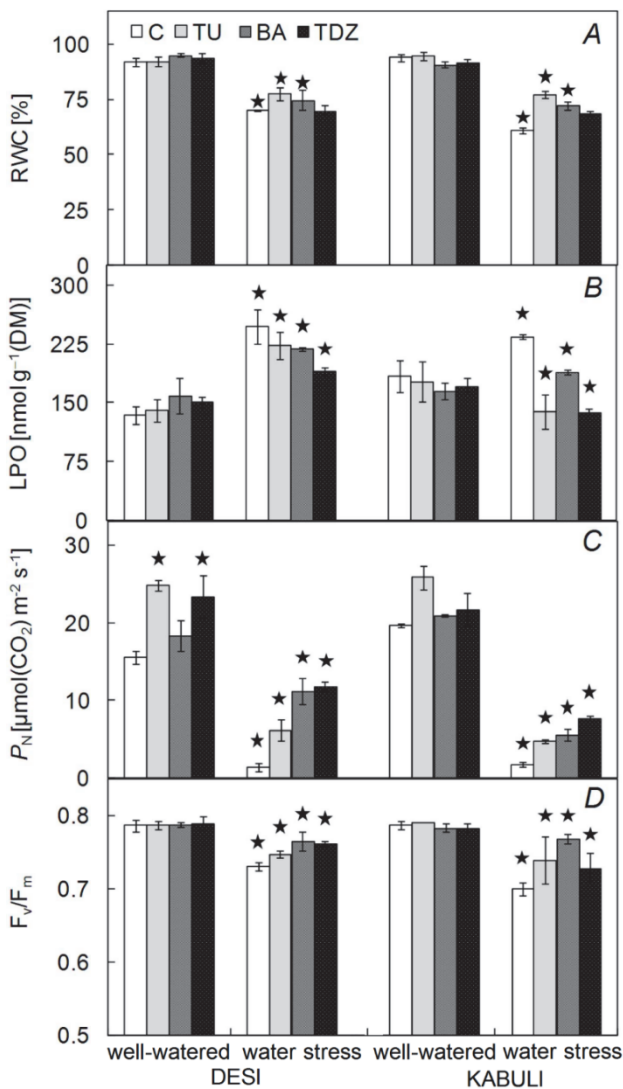 C TU BA TDZ
A
100
75
50
25
0
RWC [%]
★ ★ ★
★ ★ ★
B
300
225
150
75
0
LPO [nmol g⁻¹(DM)]
★ ★ ★ ★
★ ★ ★ ★
C
30
20
10
0
P_N [µmol(CO₂) m⁻² s⁻¹]
★ ★
★ ★ ★ ★
★ ★ ★ ★
D
0.8
0.7
0.6
0.5
Fᵥ/Fₘ
★ ★ ★ ★
★ ★ ★ ★
well-watered water stress well-watered water stress
DESI KABULI